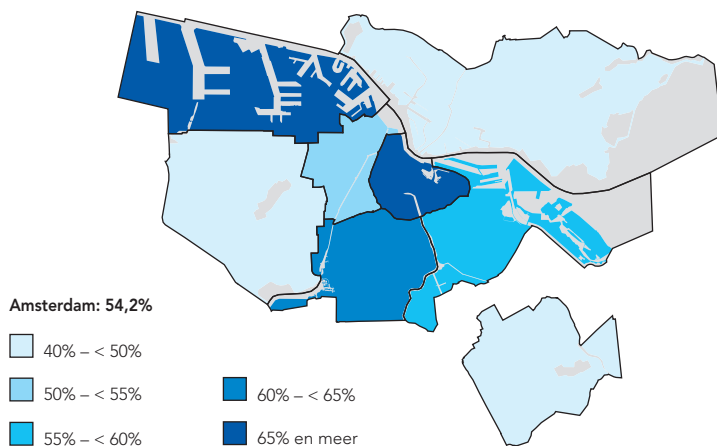 Amsterdam: 54,2%
40% – < 50%
50% – < 55%
55% – < 60%
60% – < 65%
65% en meer